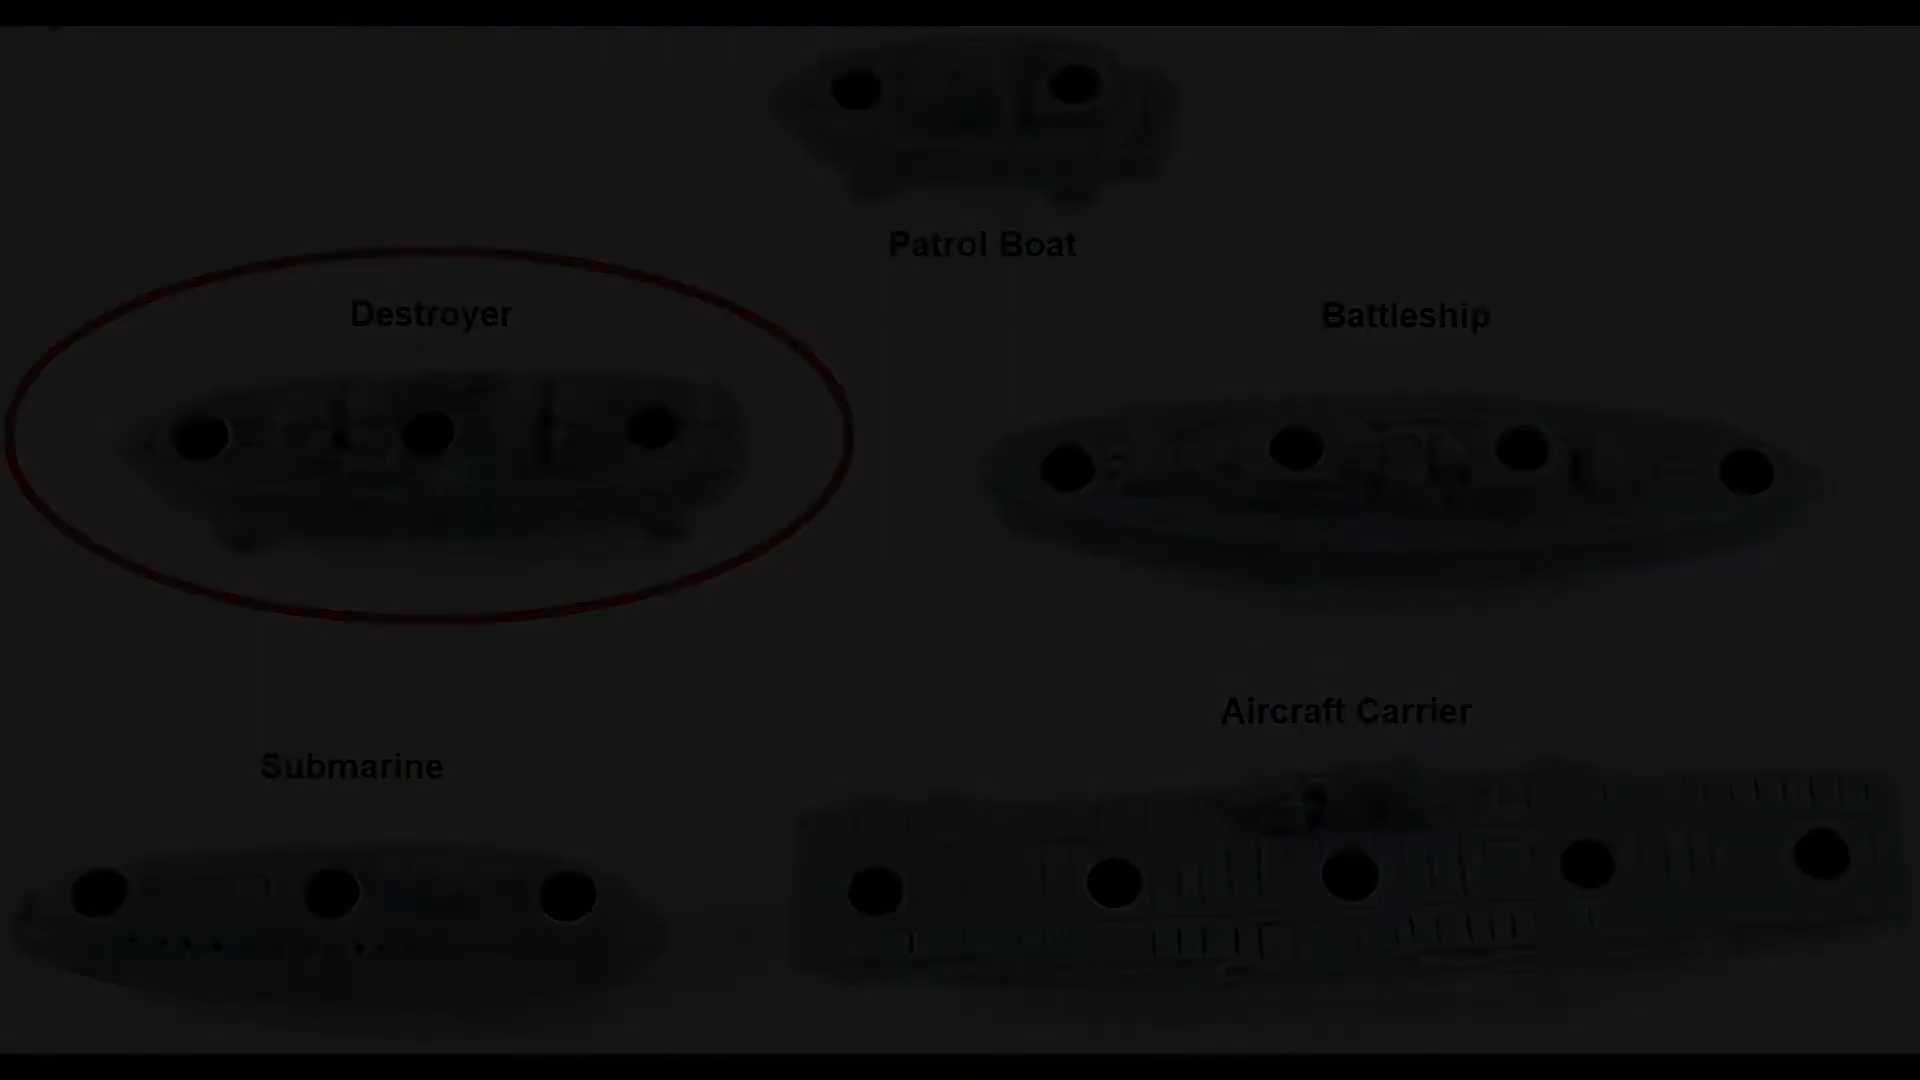 Patrol Boat
Destroyer
Battleship
Aircraft Carrier
Submarine